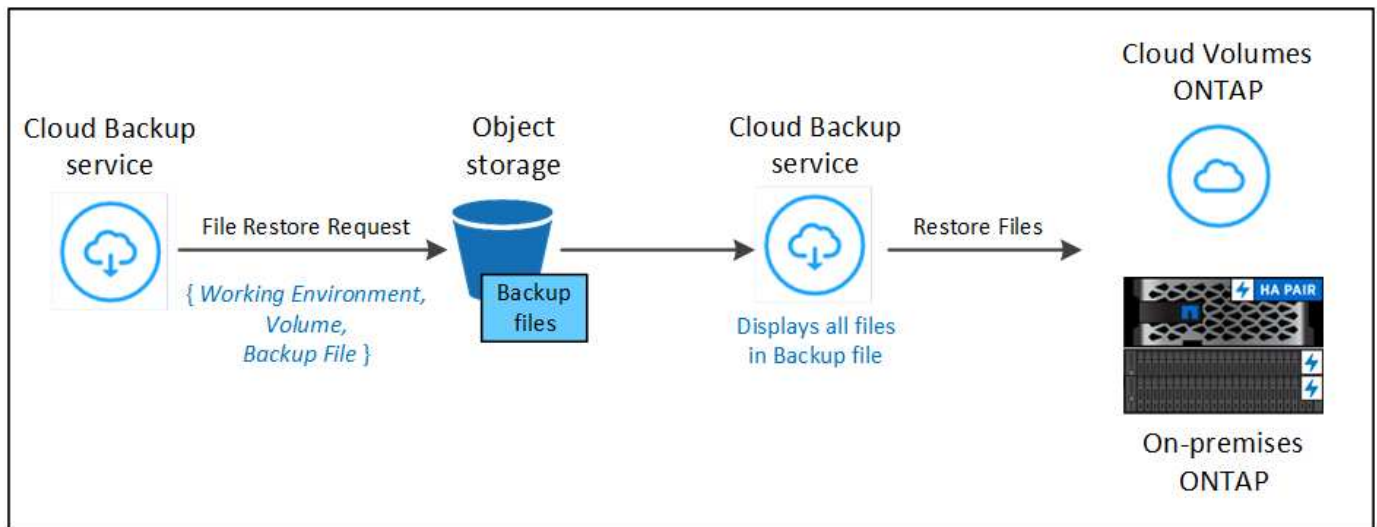 Cloud Backup
service
File Restore Request
{ Working Environment,
Volume,
Backup File }
Object
storage
Backup
files
Cloud Backup
service
Displays all files
in Backup file
Restore Files
Cloud Volumes
ONTAP
HA PAIR
On-premises
ONTAP